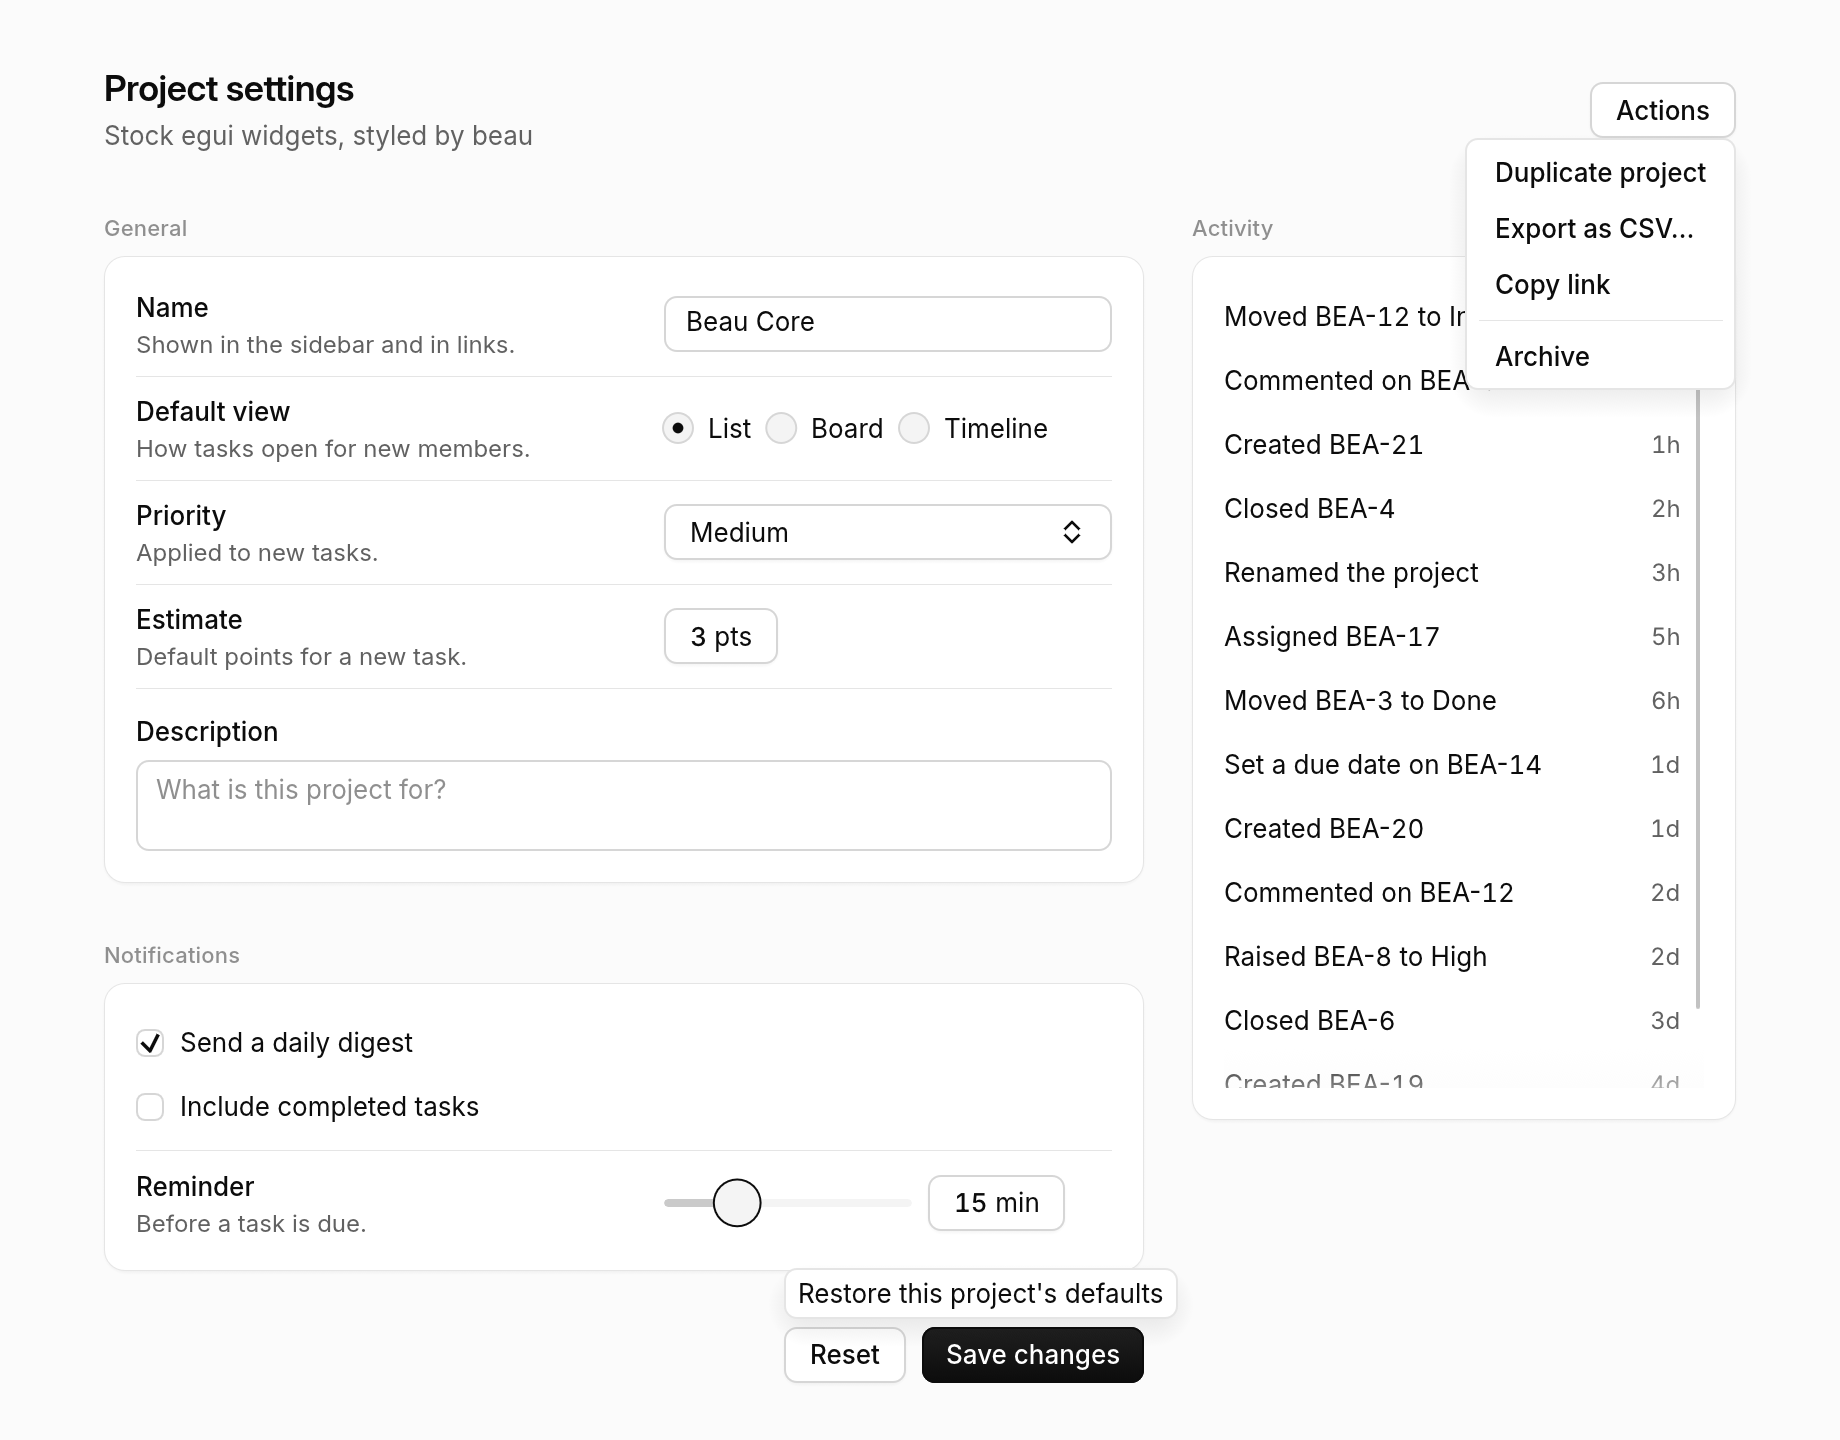 Project settings
Stock egui widgets, styled by beau
Actions
Duplicate project
Export as CSV...
Copy link
Archive
General
Name
Shown in the sidebar and in links.
Beau Core
Default view
How tasks open for new members.
List Board Timeline
Priority
Applied to new tasks.
Medium
Estimate
Default points for a new task.
3 pts
Description
What is this project for?
Notifications
Send a daily digest
Include completed tasks
Reminder
Before a task is due.
15 min
Restore this project's defaults
Reset
Save changes
Activity
Moved BEA-12 to
Commented on
Created BEA-21 1h
Closed BEA-4 2h
Renamed the project 3h
Assigned BEA-17 5h
Moved BEA-3 to Done 6h
Set a due date on BEA-14 1d
Created BEA-20 1d
Commented on BEA-12 2d
Raised BEA-8 to High 2d
Closed BEA-6 3d
Created BEA-19 4d